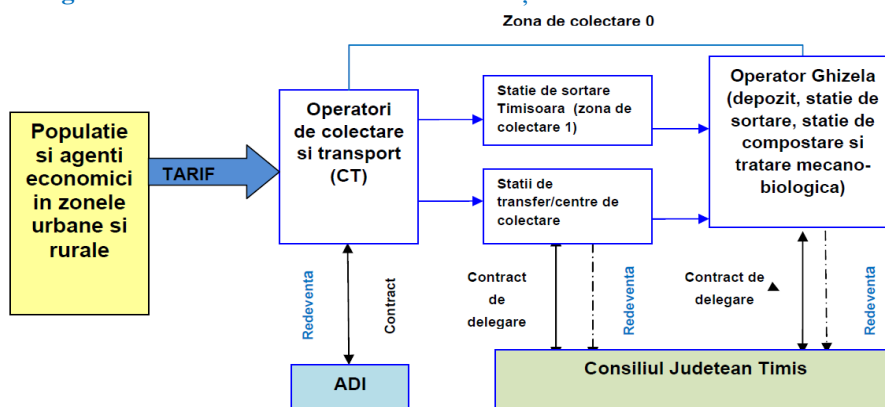 Zona de colectare 0
Populatie
si agenti
economici
in zonele
urbane si
rurale
TARIF
Operatori
de colectare
si transport
(CT)
Statie de sortare
Timisoara (zona de
colectare 1)
Statii de
transfer/centre de
colectare
Operator Ghizela
(depozit, statie de
sortare, statie de
compostare si
tratare mecano-
biologica)
Redeventa
Contract
Contract
de
delegare
Redeventa
Contract de
delegare
Redeventa
ADI
Consiliul Judetean Timis